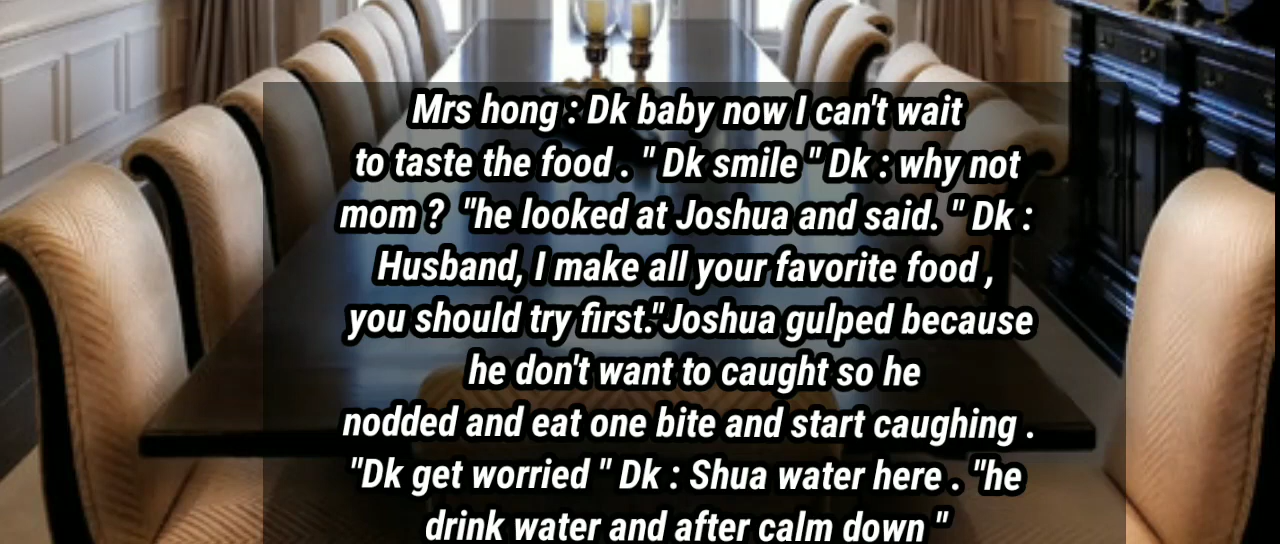 Mrs hong : Dk baby now I can't wait
to taste the food . " Dk smile " Dk : why not
mom ? "he looked at Joshua and said. " Dk :
Husband, I make all your favorite food ,
you should try first."Joshua gulped because
he don't want to caught so he
nodded and eat one bite and start caughing .
"Dk get worried " Dk : Shua water here . "he
drink water and after calm down "